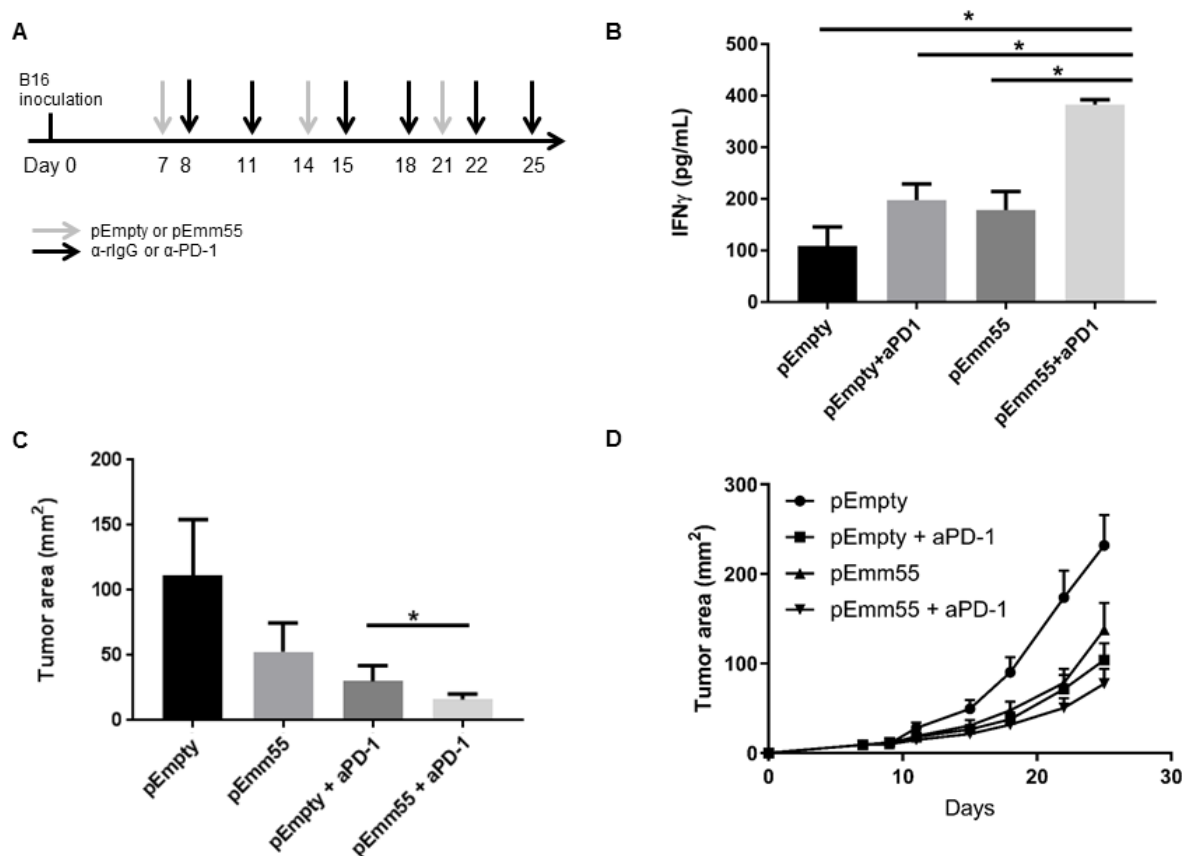 A
B16
inoculation
Day 0
7
8
11
14
15
18
21
22
25
pEmpty or pEmm55
α-rIgG or α-PD-1
B
*
*
*
IFNγ (pg/mL)
500
400
300
200
100
0
pEmpty
pEmpty+aPD1
pEmm55
pEmm55+aPD1
C
Tumor area (mm²)
200
150
100
50
0
*
pEmpty
pEmm55
pEmpty + aPD-1
pEmm55 + aPD-1
D
Tumor area (mm²)
300
200
100
0
pEmpty
pEmpty + aPD-1
pEmm55
pEmm55 + aPD-1
0
10
20
30
Days